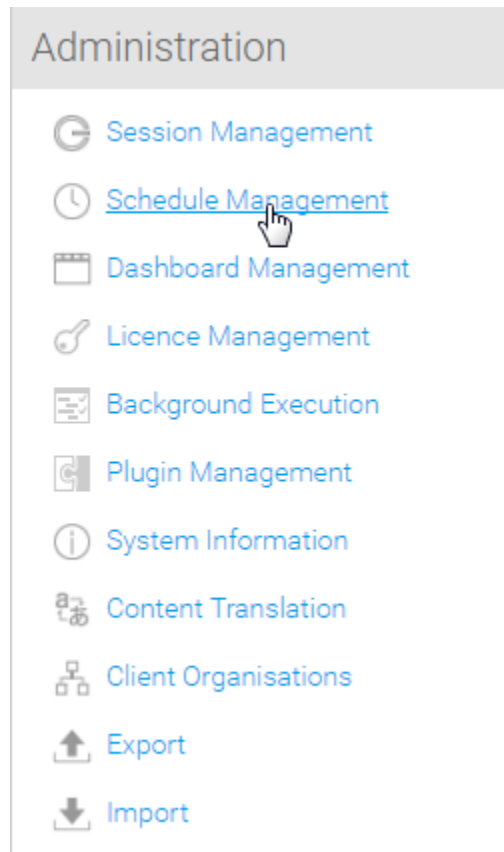 Administration
Session Management
Schedule Management
Dashboard Management
Licence Management
Background Execution
Plugin Management
System Information
Content Translation
Client Organisations
Export
Import